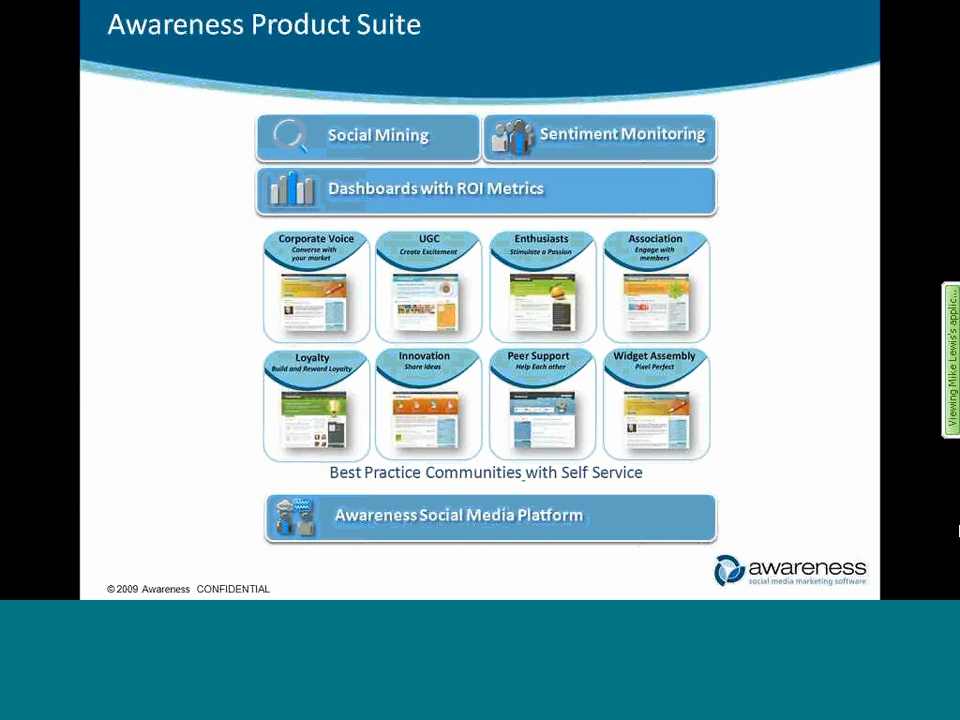 Awareness Product Suite
Social Mining
Sentiment Monitoring
Dashboards with ROI Metrics
Corporate Voice
Converse with
your market
UGC
Create Excitement
Enthusiasts
Stimulate a Passion
Association
Engage with
members
Loyalty
Build and Reward Loyalty
Innovation
Share ideas
Peer Support
Help Each other
Widget Assembly
Pixel Perfect
Best Practice Communities with Self Service
Awareness Social Media Platform
© 2009 Awareness CONFIDENTIAL
awareness
social media marketing software
Viewing Mike Lewis's applic...